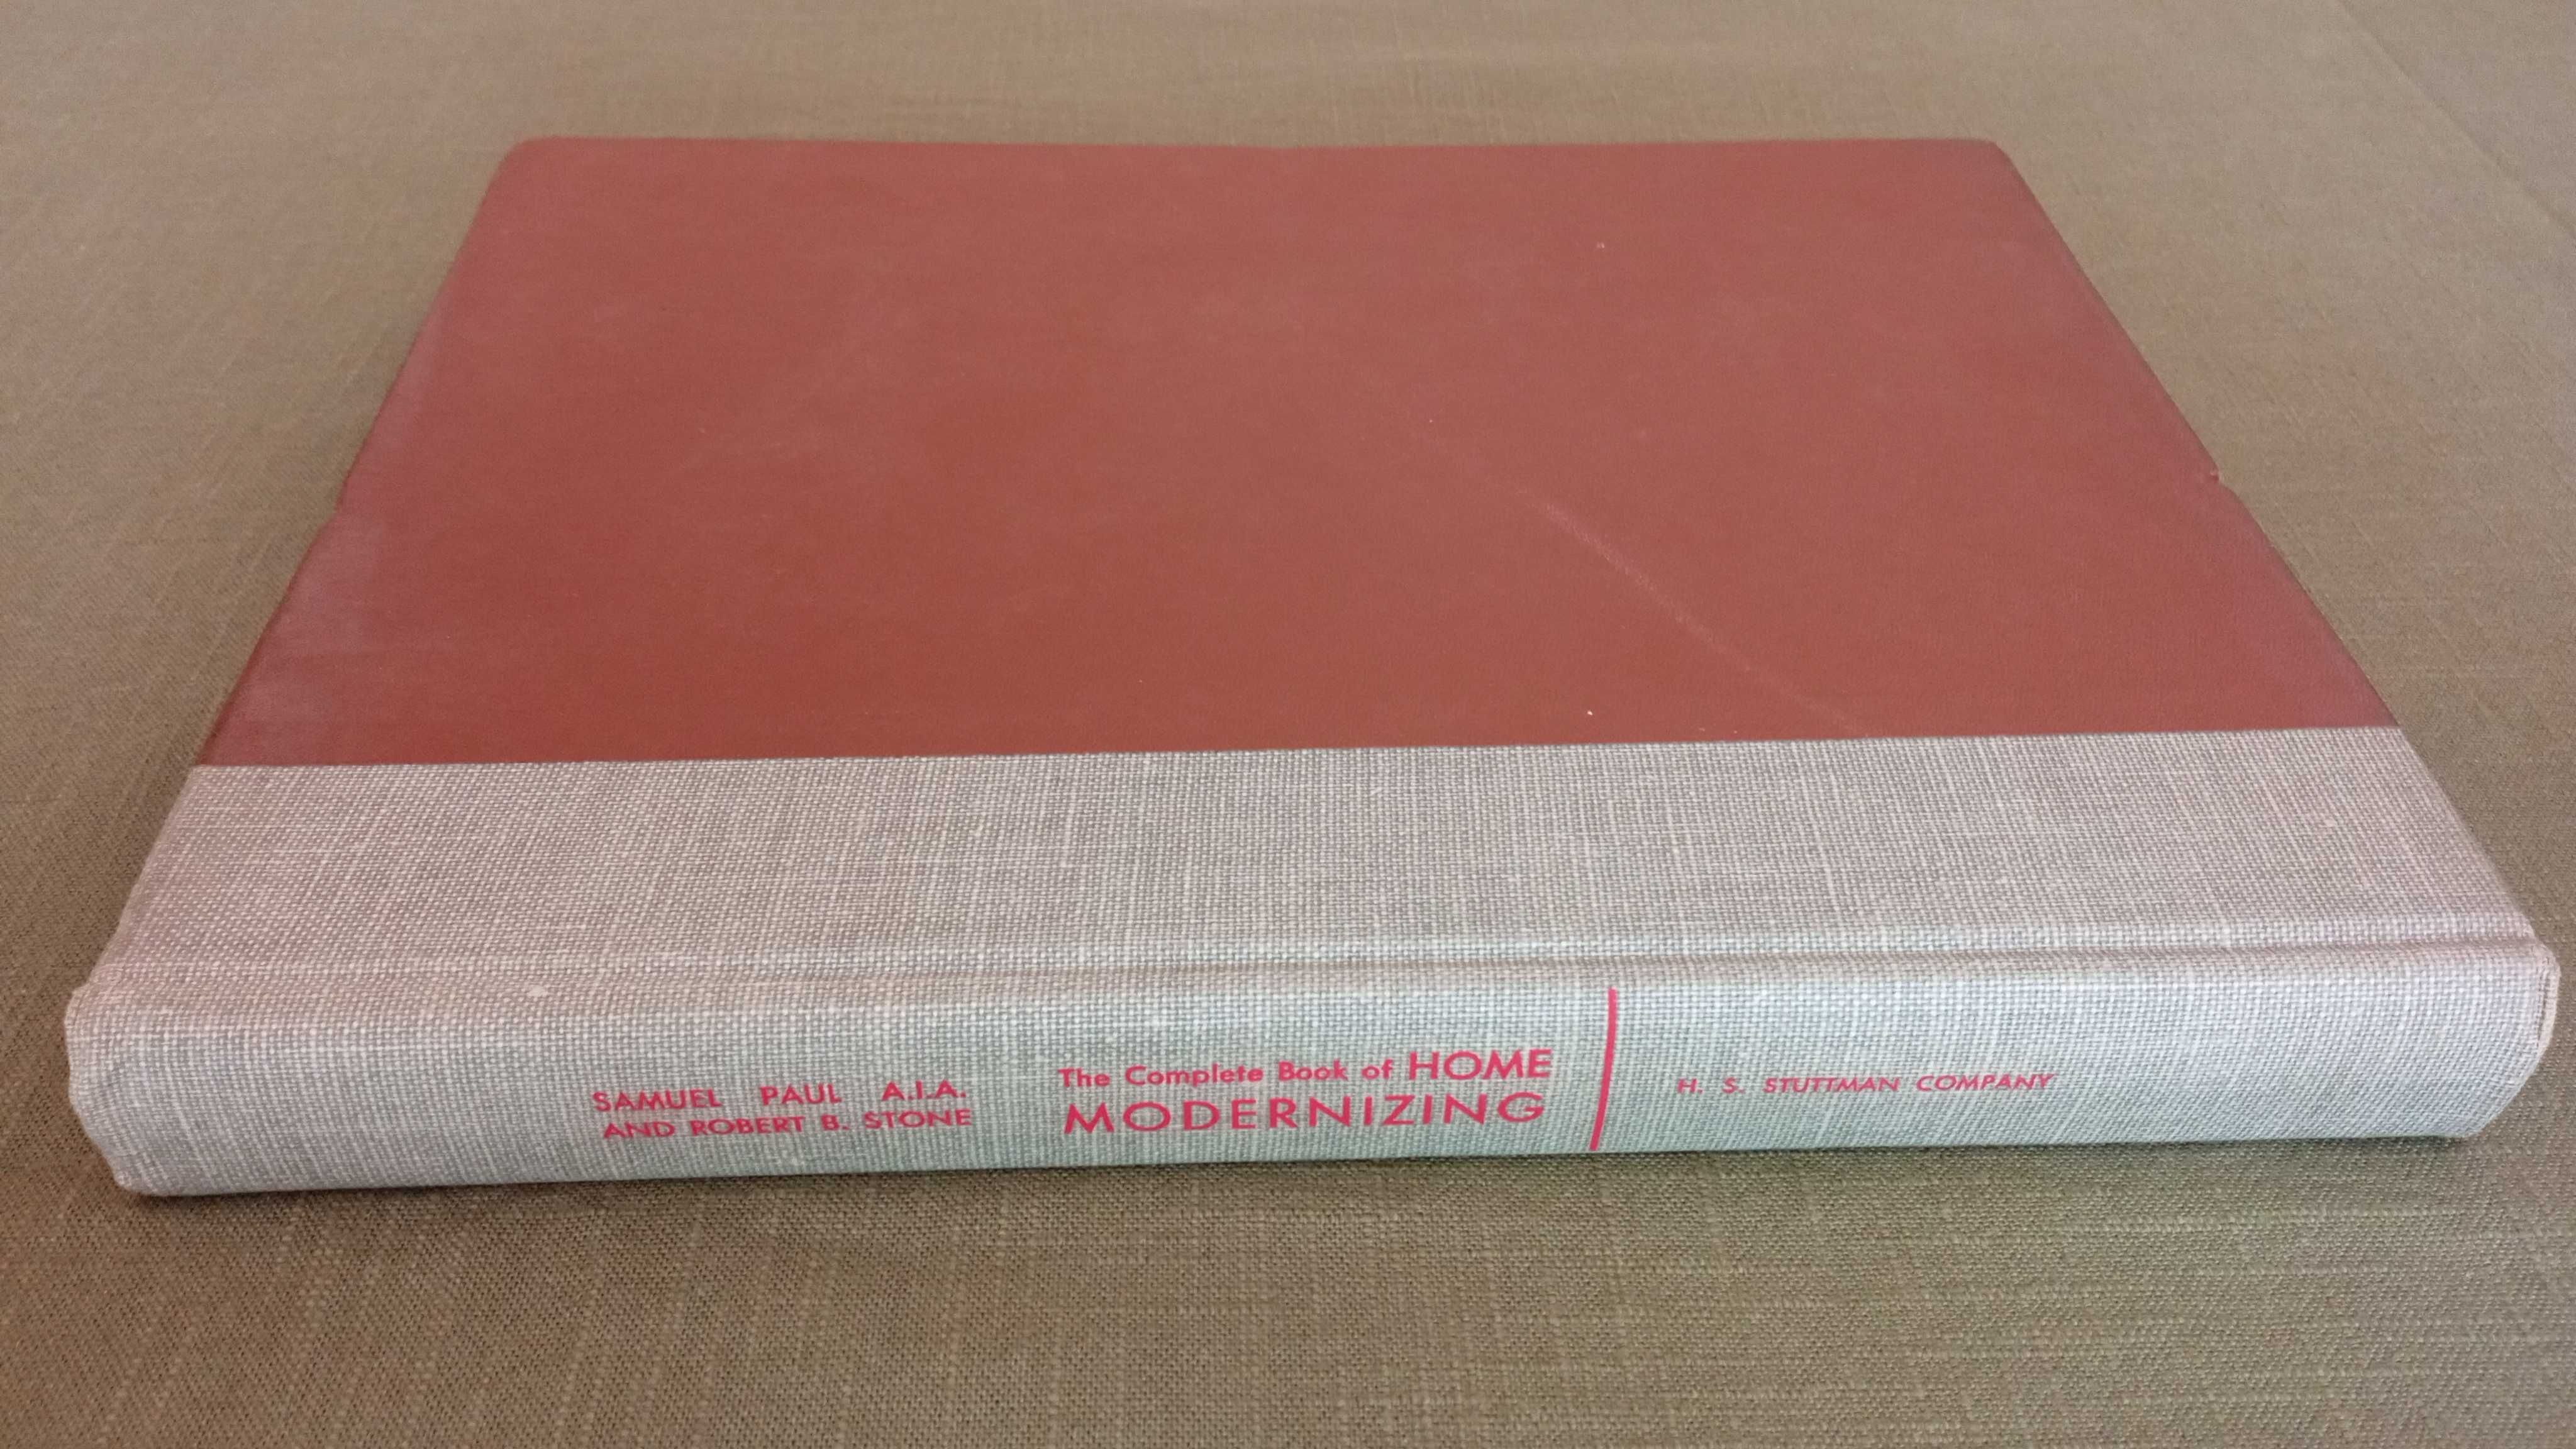 SAMUEL PAUL A.I.A.
AND ROBERT B. STONE
The Complete Book of HOME
MODERNIZING
H. S. STUTTMAN COMPANY